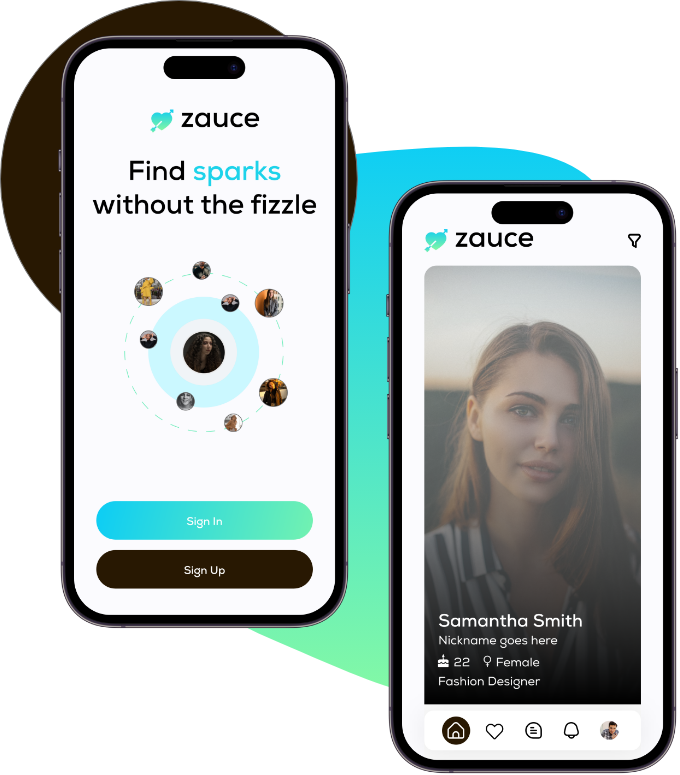 zauce
Find sparks
without the fizzle
Sign In
Sign Up
zauce
Samantha Smith
Nickname goes here
22 Female
Fashion Designer